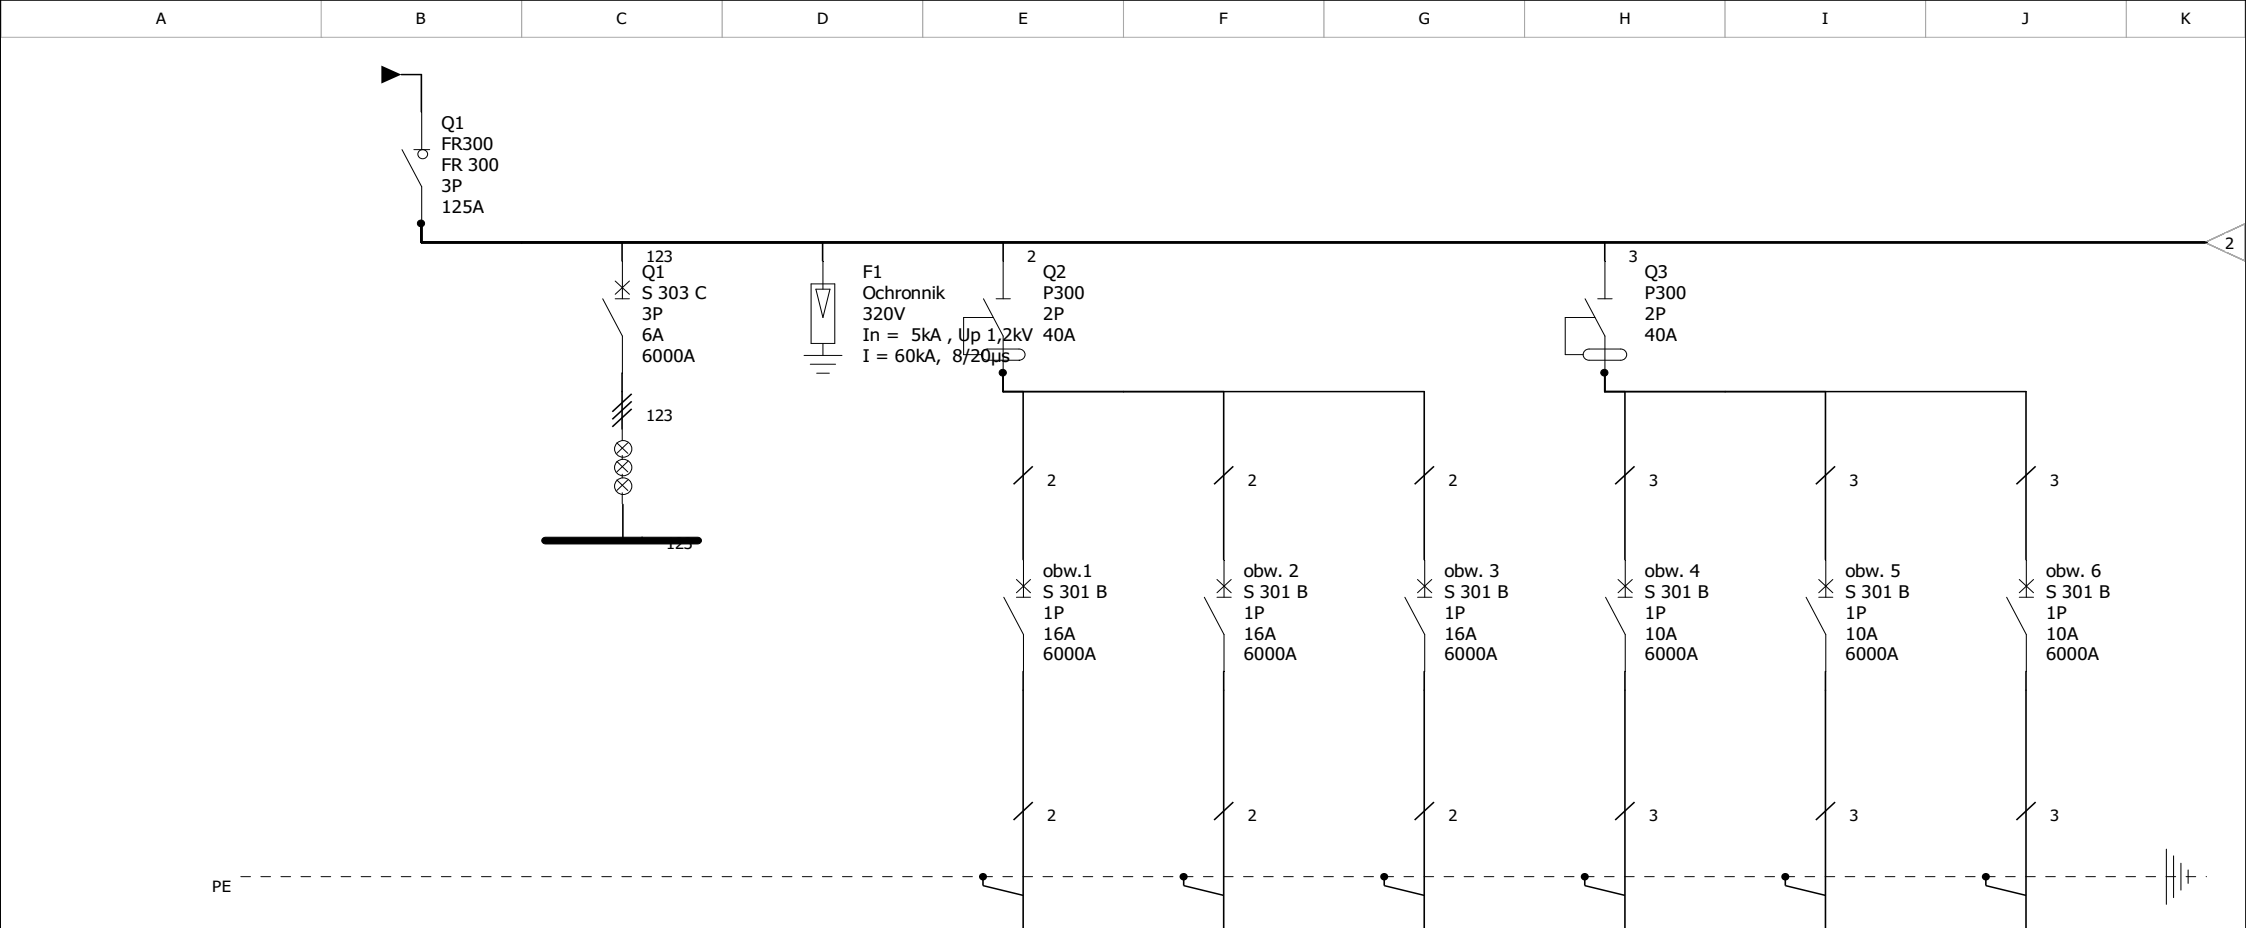 A
B
C
D
E
F
G
H
I
J
K
Q1
FR300
FR 300
3P
125A
2
123
Q1
S 303 C
3P
6A
6000A
F1
Ochronnik
320V
In =  5kA , Up 1,2kV
I = 60kA,  8/20µs
2
Q2
P300
2P
40A
3
Q3
P300
2P
40A
123
123
2
2
2
3
3
3
obw.1
S 301 B
1P
16A
6000A
obw. 2
S 301 B
1P
16A
6000A
obw. 3
S 301 B
1P
16A
6000A
obw. 4
S 301 B
1P
10A
6000A
obw. 5
S 301 B
1P
10A
6000A
obw. 6
S 301 B
1P
10A
6000A
2
2
2
3
3
3
PE